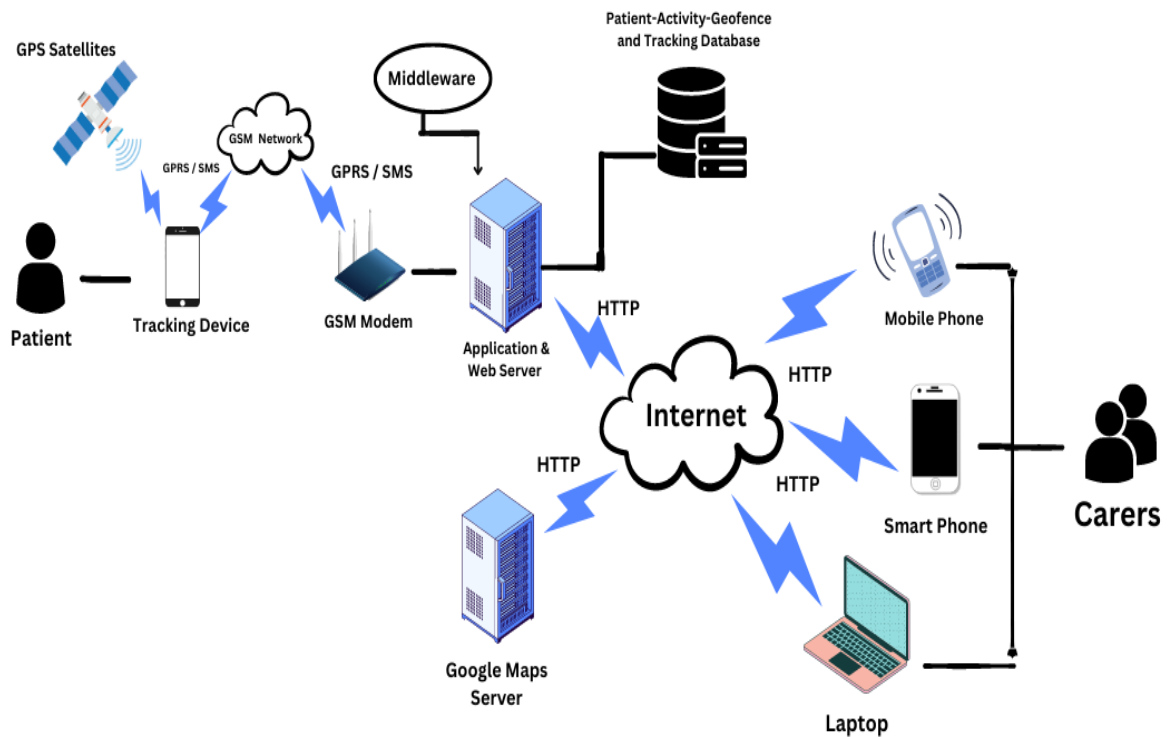 Patient-Activity-Geofence
and Tracking Database
GPS Satellites
Middleware
GSM Network
GPRS / SMS
GPRS / SMS
Patient
Tracking Device
GSM Modem
Application &
Web Server
HTTP
Mobile Phone
HTTP
Internet
HTTP
HTTP
Smart Phone
Carers
Google Maps
Server
Laptop